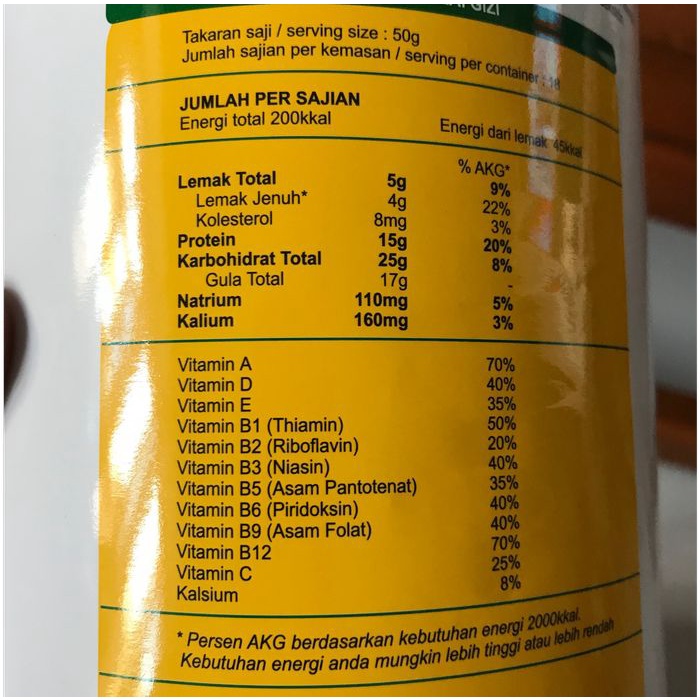 GIZI
Takaran saji / serving size : 50g
Jumlah sajian per kemasan / serving per container : 18
JUMLAH PER SAJIAN
Energi total 200kkal
Energi dari lemak 45kkal
% AKG*
Lemak Total 5g 9%
Lemak Jenuh* 4g 22%
Kolesterol 8mg 3%
Protein 15g 20%
Karbohidrat Total 25g 8%
Gula Total 17g -
Natrium 110mg 5%
Kalium 160mg 3%
Vitamin A 70%
Vitamin D 40%
Vitamin E 35%
Vitamin B1 (Thiamin) 50%
Vitamin B2 (Riboflavin) 20%
Vitamin B3 (Niasin) 40%
Vitamin B5 (Asam Pantotenat) 35%
Vitamin B6 (Piridoksin) 40%
Vitamin B9 (Asam Folat) 40%
Vitamin B12 70%
Vitamin C 25%
Kalsium 8%
* Persen AKG berdasarkan kebutuhan energi 2000kkal.
Kebutuhan energi anda mungkin lebih tinggi atau lebih rendah